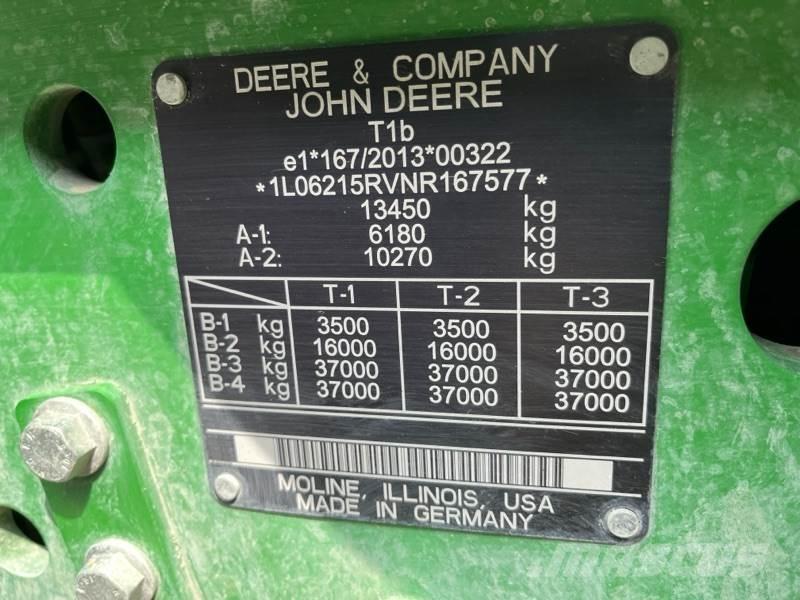 DEERE & COMPANY
JOHN DEERE
T1b
e1*167/2013*00322
*1L06215RVNR167577*
13450 kg
A-1: 6180 kg
A-2: 10270 kg
T-1 T-2 T-3
B-1 kg 3500 3500 3500
B-2 kg 16000 16000 16000
B-3 kg 37000 37000 37000
B-4 kg 37000 37000 37000
MOLINE, ILLINOIS, USA
MADE IN GERMANY
MASCUS